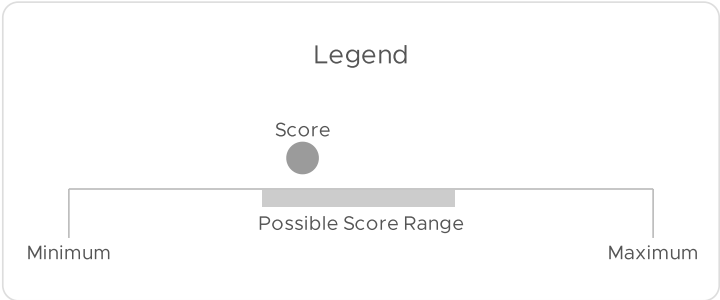 Legend
Score
Possible Score Range
Minimum
Maximum